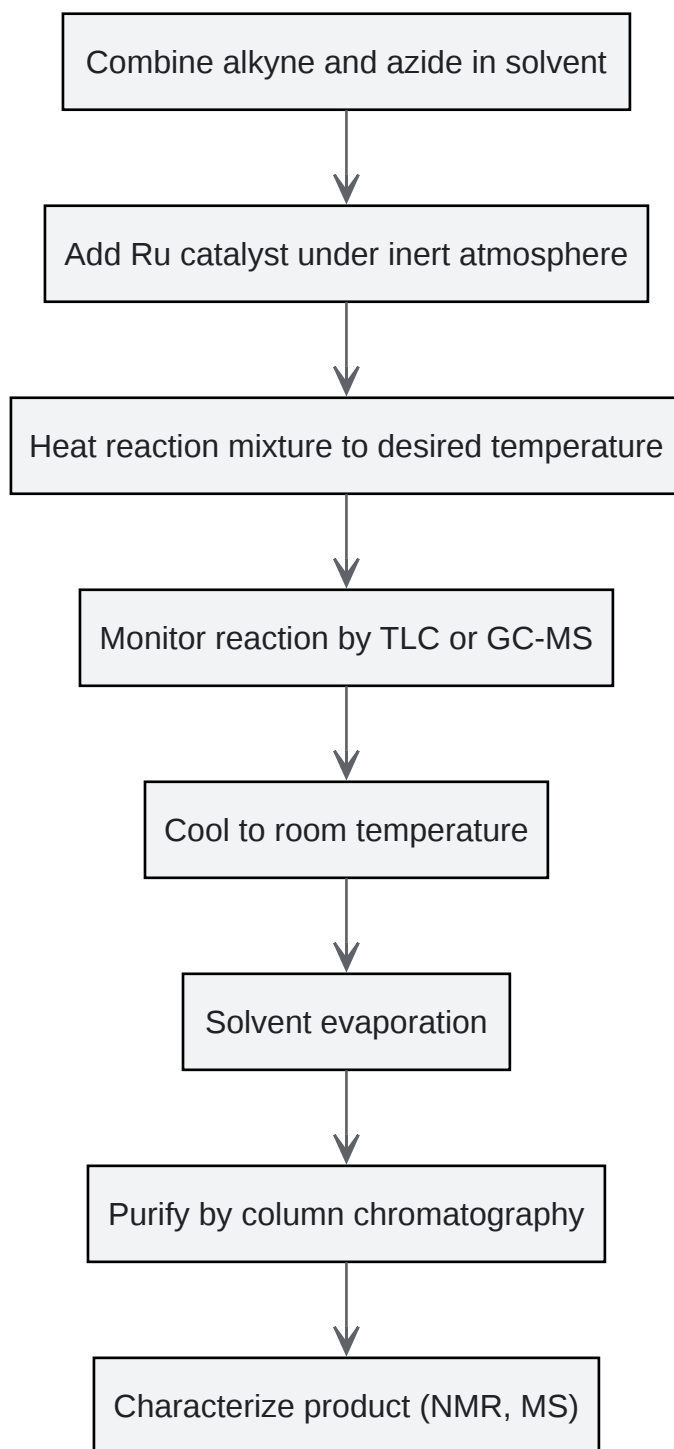 Combine alkyne and azide in solvent
Add Ru catalyst under inert atmosphere
Heat reaction mixture to desired temperature
Monitor reaction by TLC or GC-MS
Cool to room temperature
Solvent evaporation
Purify by column chromatography
Characterize product (NMR, MS)